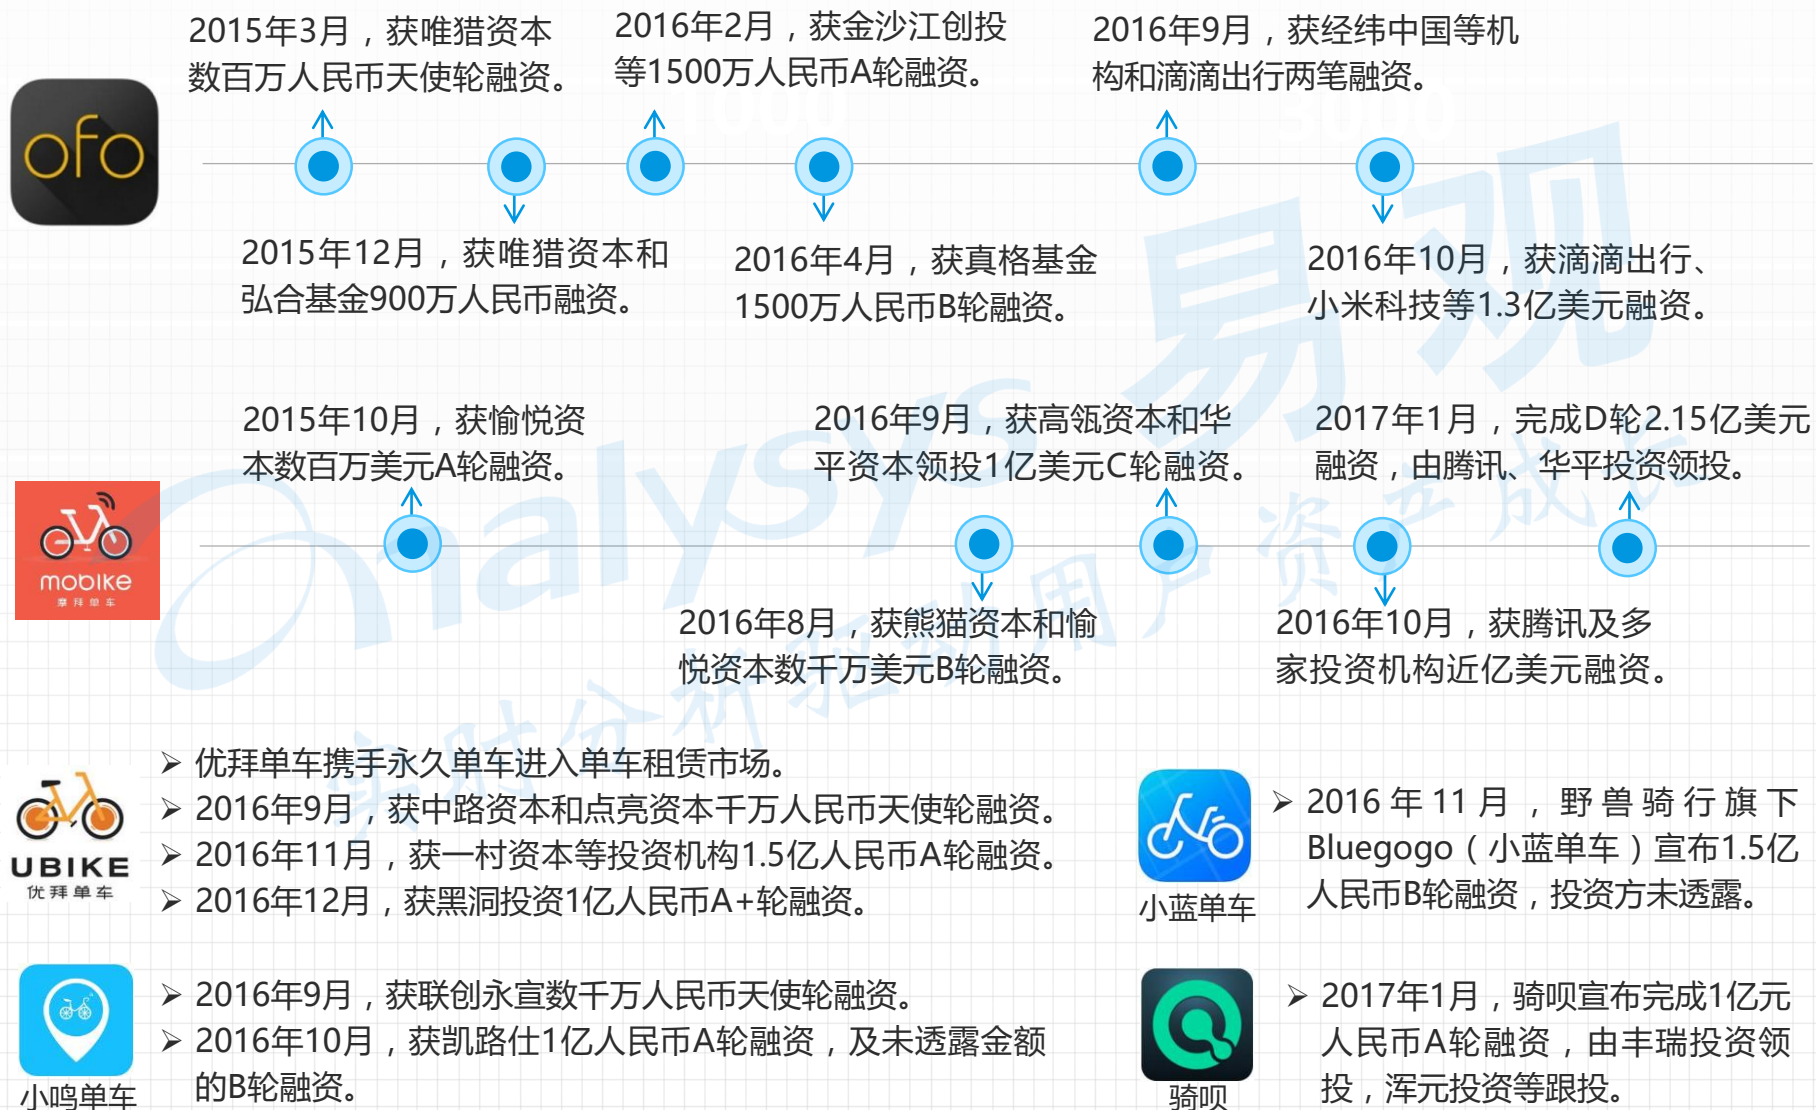 2015年3月，获唯猎资本
数百万人民币天使轮融资。
2016年2月，获金沙江创投
等1500万人民币A轮融资。
2016年9月，获经纬中国等机
构和滴滴出行两笔融资。
ofo
2015年12月，获唯猎资本和
弘合基金900万人民币融资。
2016年4月，获真格基金
1500万人民币B轮融资。
2016年10月，获滴滴出行、
小米科技等1.3亿美元融资。
易观
analysys
实时分析驱动用户资产成长
2015年10月，获愉悦资
本数百万美元A轮融资。
2016年9月，获高瓴资本和华
平资本领投1亿美元C轮融资。
2017年1月，完成D轮2.15亿美元
融资，由腾讯、华平投资领投。
mobike
摩拜单车
2016年8月，获熊猫资本和愉
悦资本数千万美元B轮融资。
2016年10月，获腾讯及多
家投资机构近亿美元融资。
UBIKE
优拜单车
➢ 优拜单车携手永久单车进入单车租赁市场。
➢ 2016年9月，获中路资本和点亮资本千万人民币天使轮融资。
➢ 2016年11月，获一村资本等投资机构1.5亿人民币A轮融资。
➢ 2016年12月，获黑洞投资1亿人民币A+轮融资。
小蓝单车
➢ 2016年11月，野兽骑行旗下
Bluegogo（小蓝单车）宣布1.5亿
人民币B轮融资，投资方未透露。
小鸣单车
➢ 2016年9月，获联创永宣数千万人民币天使轮融资。
➢ 2016年10月，获凯路仕1亿人民币A轮融资，及未透露金额
的B轮融资。
骑呗
➢ 2017年1月，骑呗宣布完成1亿元
人民币A轮融资，由丰瑞投资领
投，浑元投资等跟投。